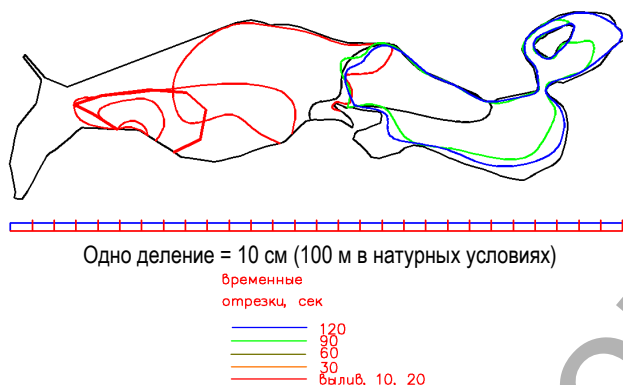 Одно деление = 10 см (100 м в натурных условиях)
временные
отрезки, сек
120
90
60
30
вылив, 10, 20